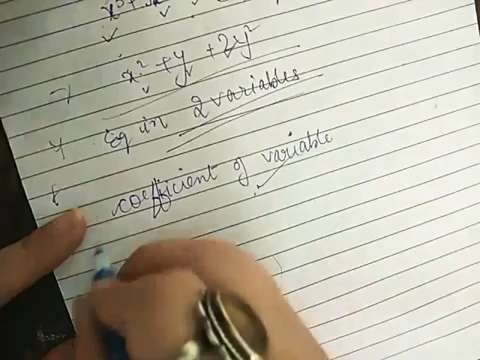 → x² + y + 2y²
Eq in 2 variables
coefficient of variable